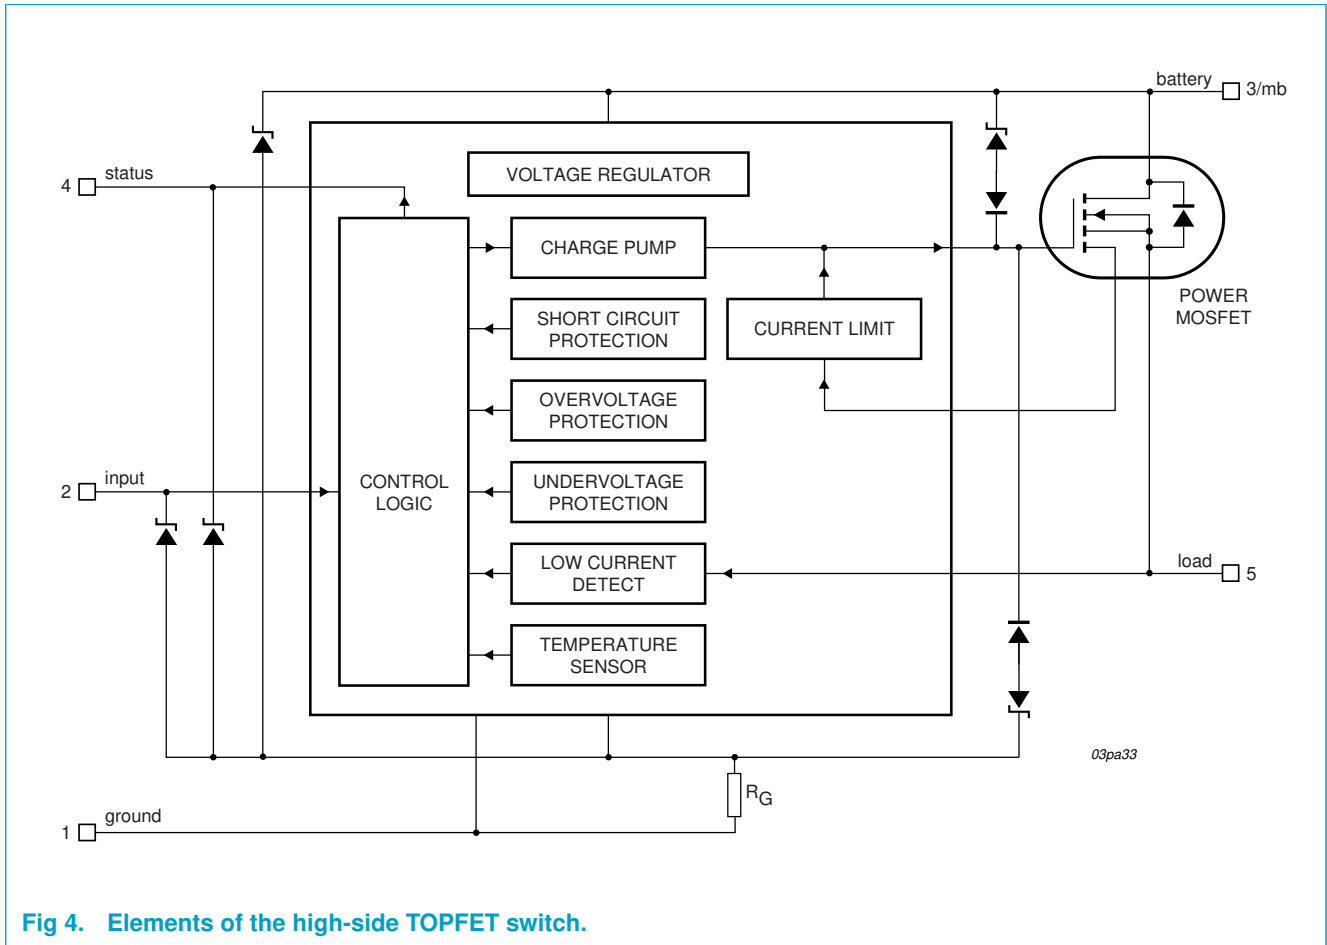 battery 3/mb
4 status
VOLTAGE REGULATOR
CHARGE PUMP
POWER
MOSFET
SHORT CIRCUIT
PROTECTION
CURRENT LIMIT
OVERVOLTAGE
PROTECTION
2 input
CONTROL
LOGIC
UNDERVOLTAGE
PROTECTION
LOW CURRENT
DETECT
load 5
TEMPERATURE
SENSOR
03pa33
RG
1 ground
Fig 4. Elements of the high-side TOPFET switch.